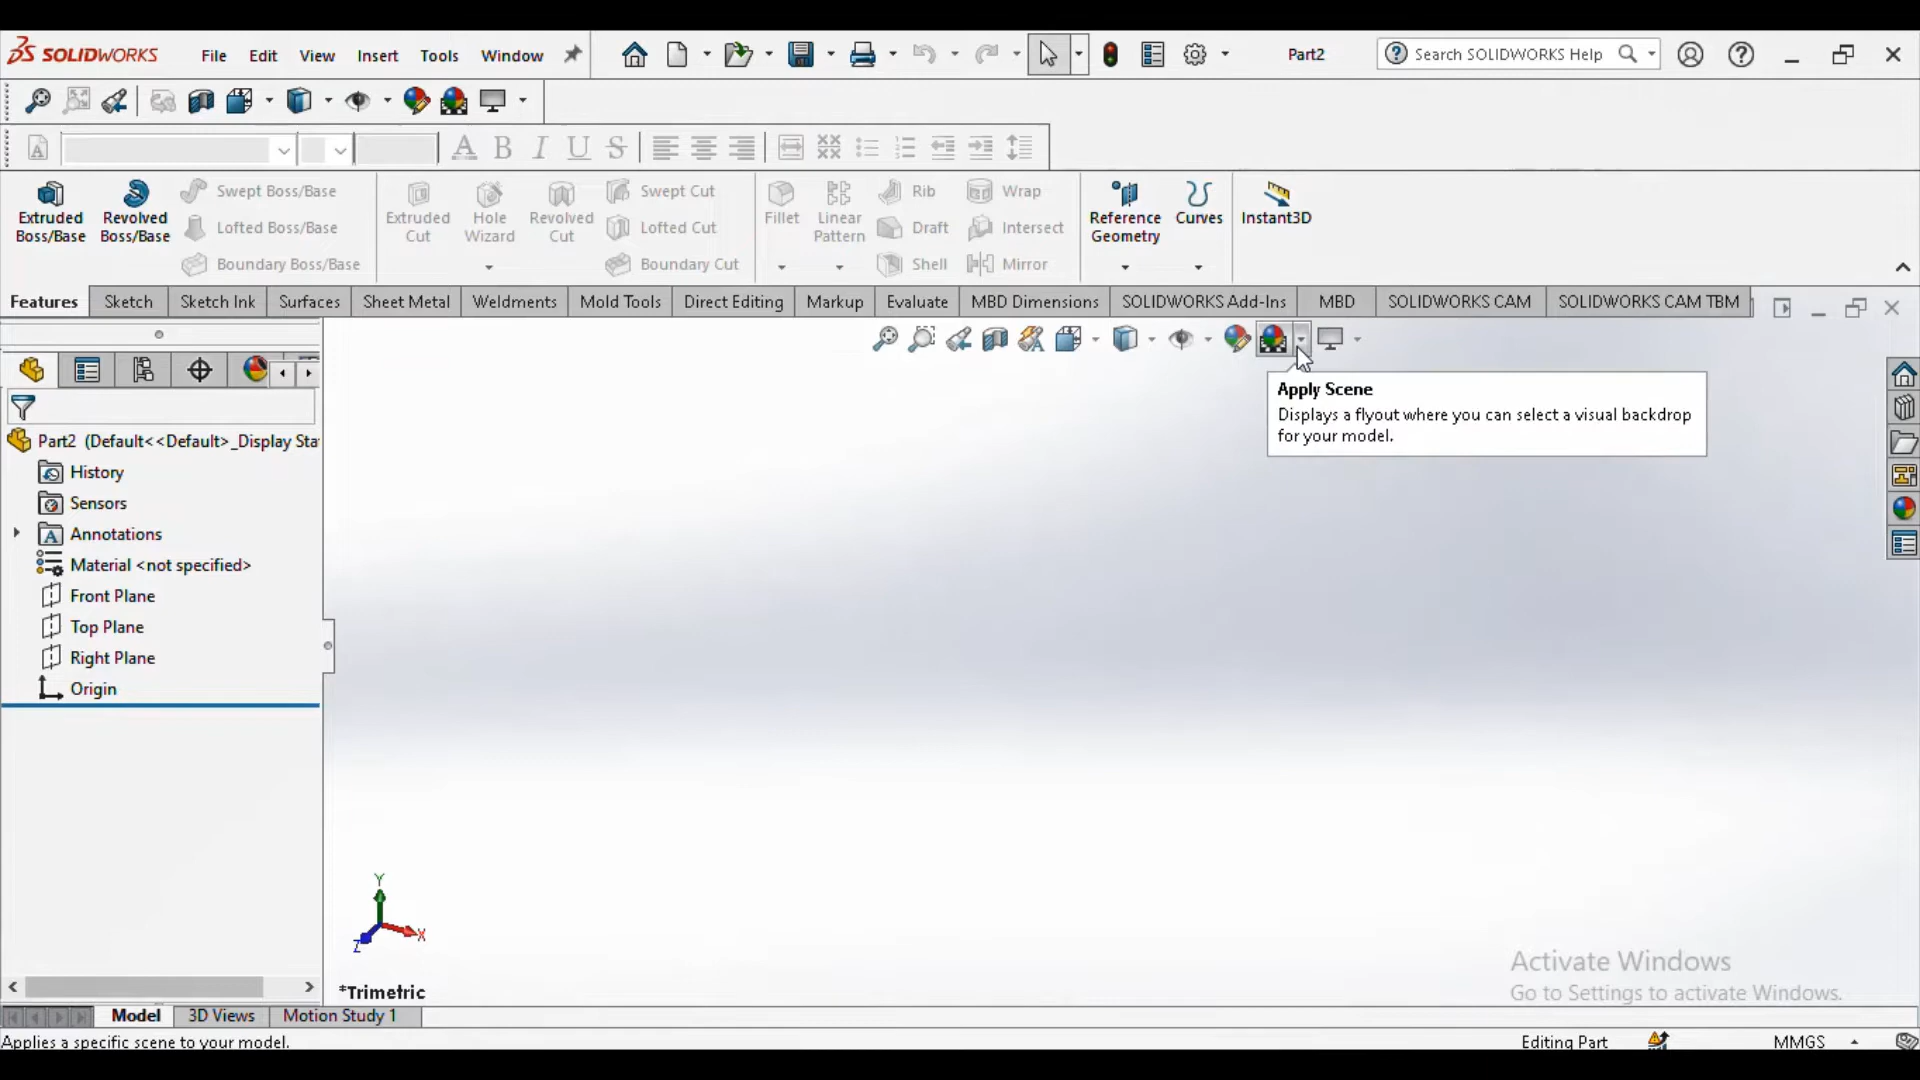 SOLIDWORKS File Edit View Insert Tools Window Part2 Search SOLIDWORKS Help
A B I U S
Extruded Boss/Base
Revolved Boss/Base
Swept Boss/Base
Lofted Boss/Base
Boundary Boss/Base
Extruded Cut
Hole Wizard
Revolved Cut
Swept Cut
Lofted Cut
Boundary Cut
Fillet
Linear Pattern
Rib
Draft
Shell
Wrap
Intersect
Mirror
Reference Geometry
Curves
Instant3D
Features Sketch Sketch Ink Surfaces Sheet Metal Weldments Mold Tools Direct Editing Markup Evaluate MBD Dimensions SOLIDWORKS Add-Ins MBD SOLIDWORKS CAM SOLIDWORKS CAM TBM
Apply Scene
Displays a flyout where you can select a visual backdrop
for your model.
Part2 (Default<<Default>_Display Sta
History
Sensors
Annotations
Material <not specified>
Front Plane
Top Plane
Right Plane
Origin
Y
X
Z
*Trimetric
Activate Windows
Go to Settings to activate Windows.
Model 3D Views Motion Study 1
Applies a specific scene to your model. Editing Part MMGS